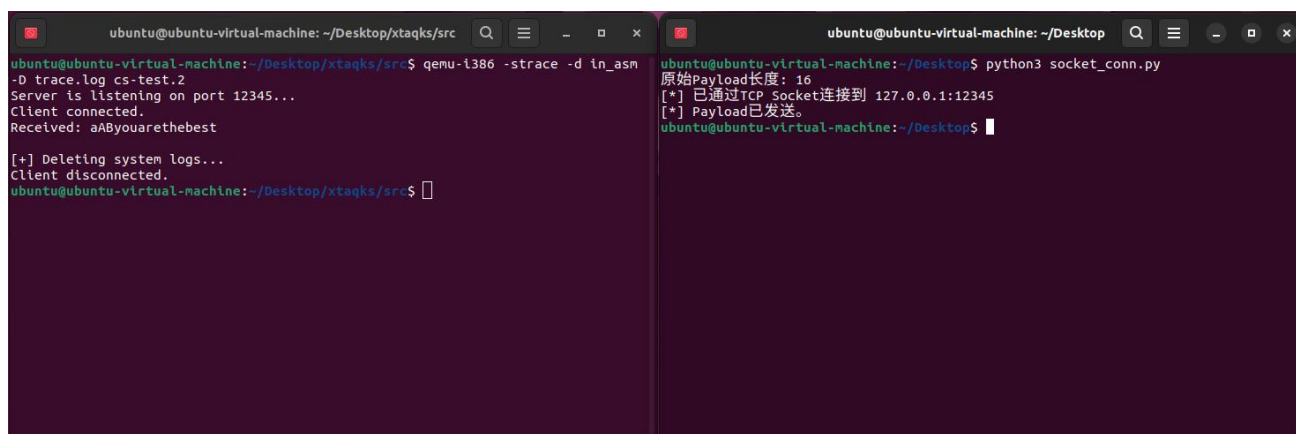 ubuntu@ubuntu-virtual-machine: ~/Desktop/xtaqks/src
ubuntu@ubuntu-virtual-machine:~/Desktop/xtaqks/src$ qemu-i386 -strace -d in_asm
-D trace.log cs-test.2
Server is listening on port 12345...
Client connected.
Received: aAByouarethebest
[+] Deleting system logs...
Client disconnected.
ubuntu@ubuntu-virtual-machine:~/Desktop/xtaqks/src$
ubuntu@ubuntu-virtual-machine: ~/Desktop
ubuntu@ubuntu-virtual-machine:~/Desktop$ python3 socket_conn.py
原始Payload长度: 16
[*] 已通过TCP Socket连接到 127.0.0.1:12345
[*] Payload已发送。
ubuntu@ubuntu-virtual-machine:~/Desktop$